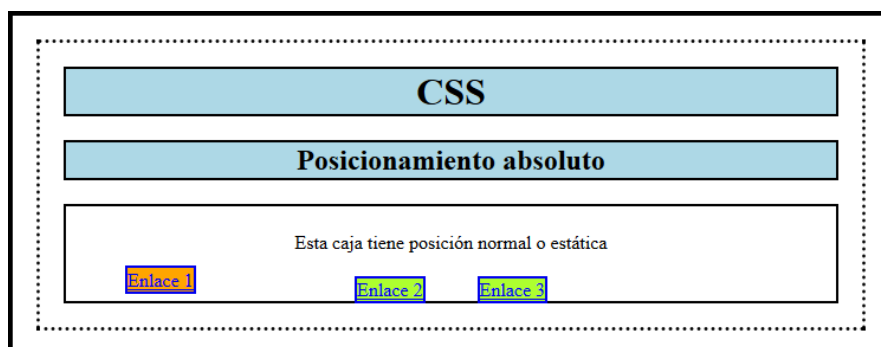 CSS
Posicionamiento absoluto
Esta caja tiene posición normal o estática
Enlace 1
Enlace 2 Enlace 3